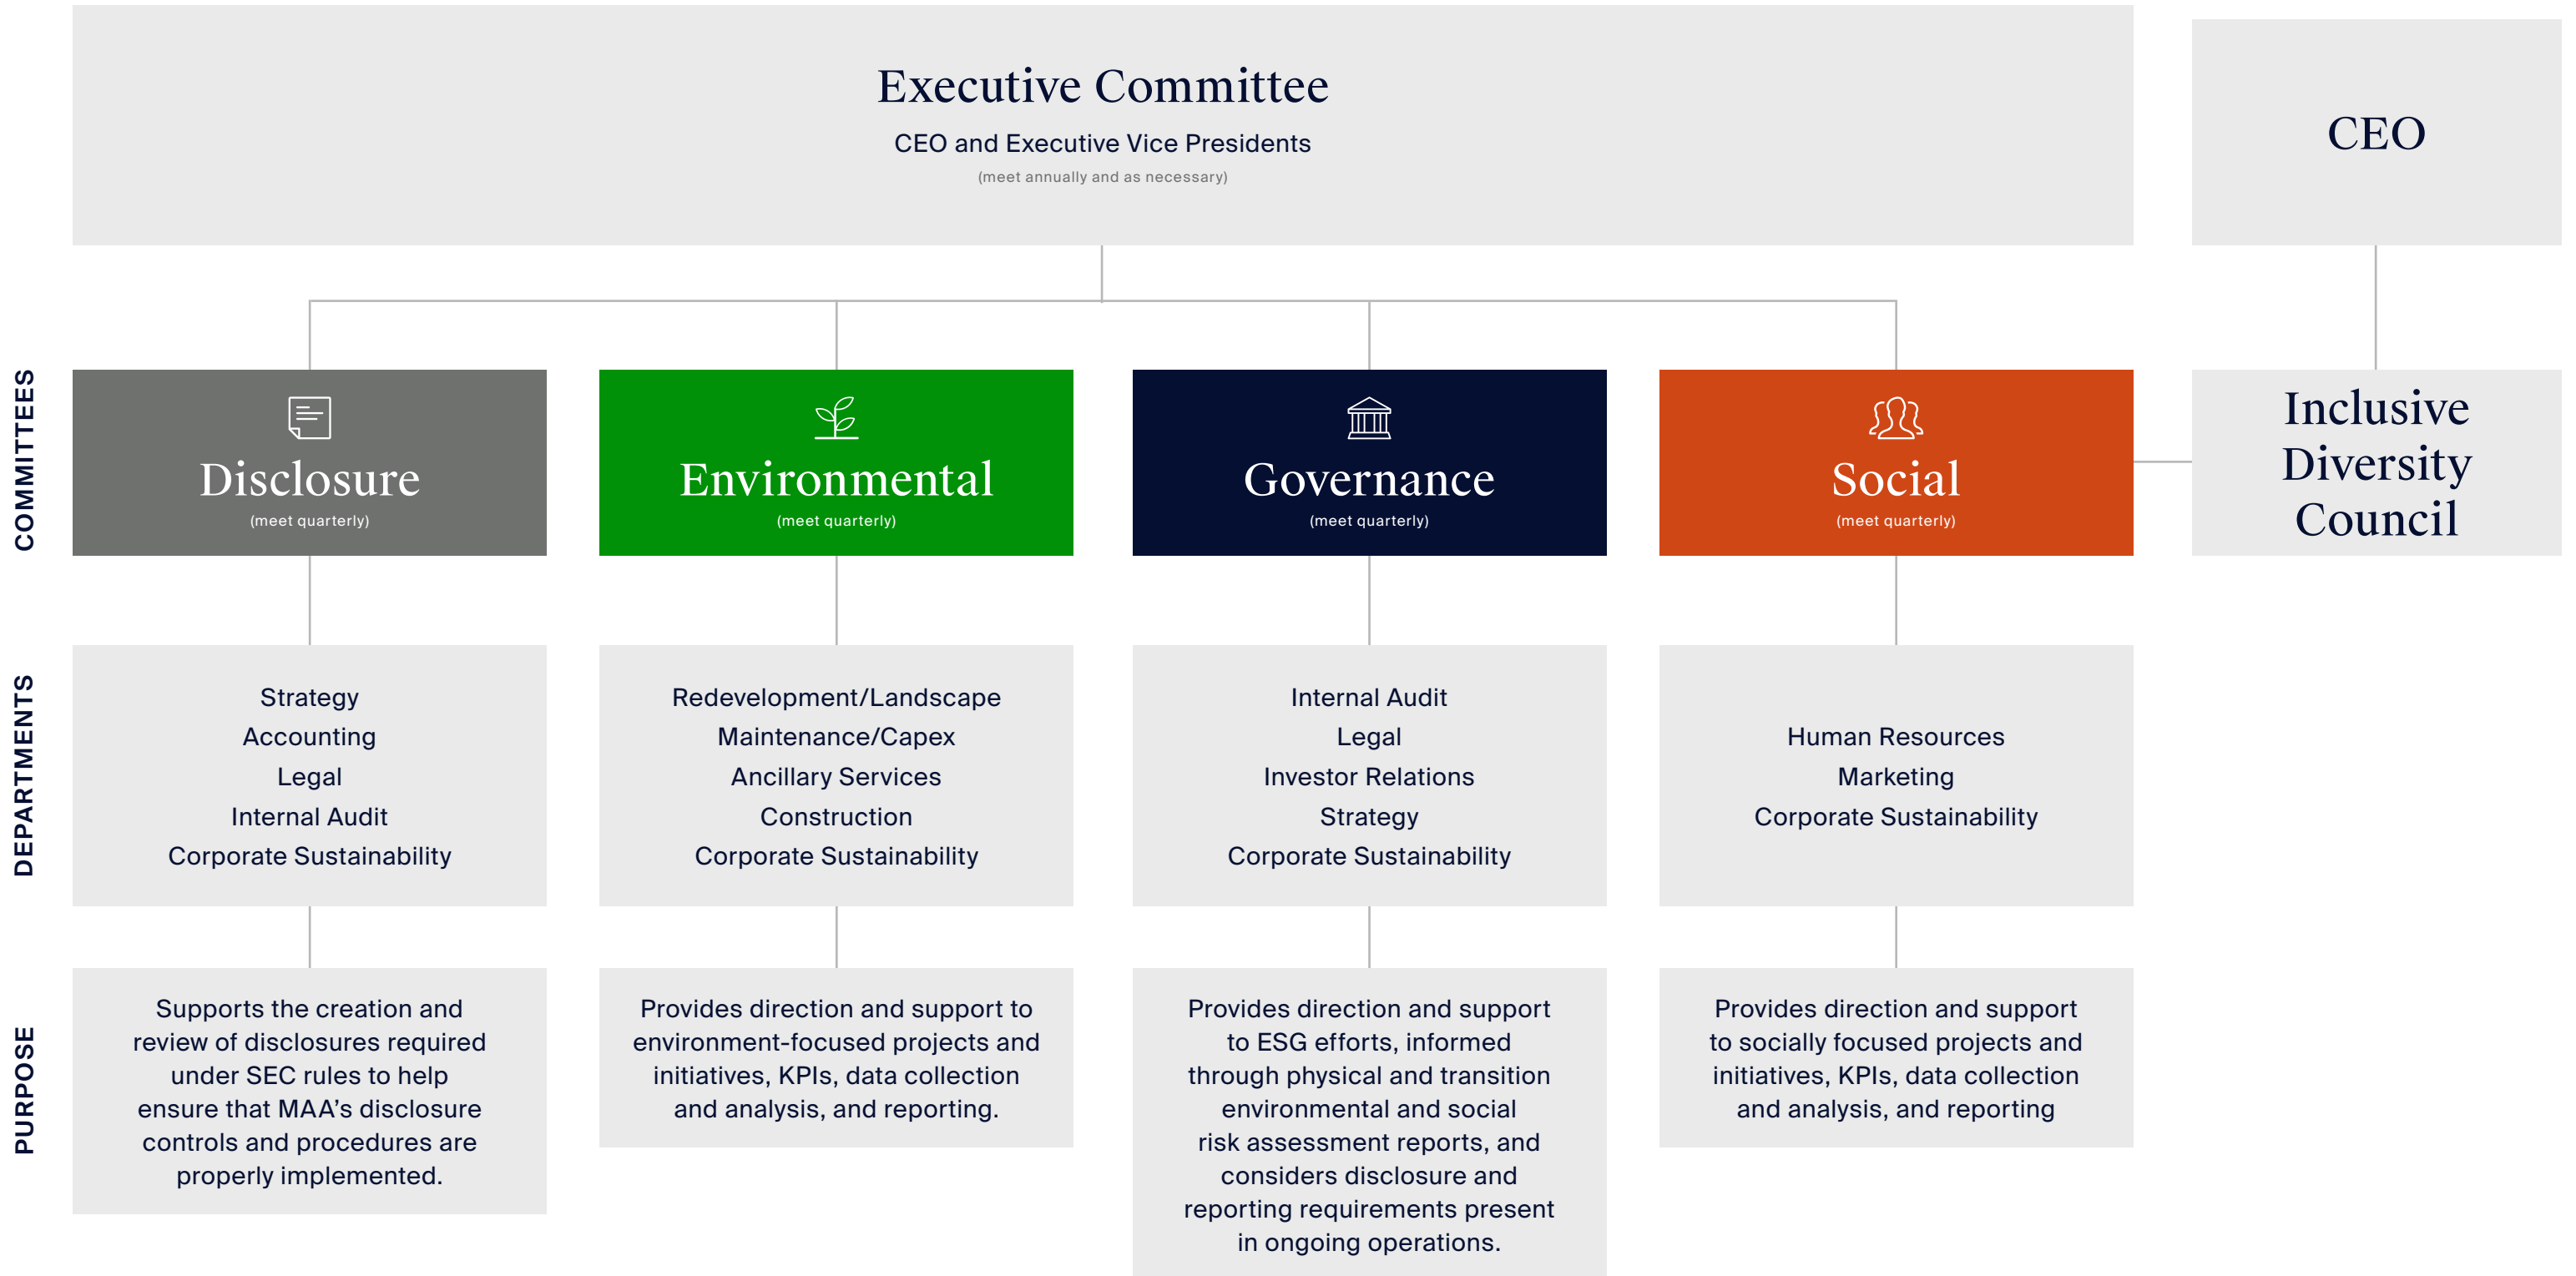 Executive Committee
CEO and Executive Vice Presidents
(meet annually and as necessary)
CEO
COMMITTEES
Disclosure
(meet quarterly)
Environmental
(meet quarterly)
Governance
(meet quarterly)
Social
(meet quarterly)
Inclusive
Diversity
Council
DEPARTMENTS
Strategy
Accounting
Legal
Internal Audit
Corporate Sustainability
Redevelopment/Landscape
Maintenance/Capex
Ancillary Services
Construction
Corporate Sustainability
Internal Audit
Legal
Investor Relations
Strategy
Corporate Sustainability
Human Resources
Marketing
Corporate Sustainability
PURPOSE
Supports the creation and
review of disclosures required
under SEC rules to help
ensure that MAA’s disclosure
controls and procedures are
properly implemented.
Provides direction and support to
environment-focused projects and
initiatives, KPIs, data collection
and analysis, and reporting.
Provides direction and support
to ESG efforts, informed
through physical and transition
environmental and social
risk assessment reports, and
considers disclosure and
reporting requirements present
in ongoing operations.
Provides direction and support
to socially focused projects and
initiatives, KPIs, data collection
and analysis, and reporting